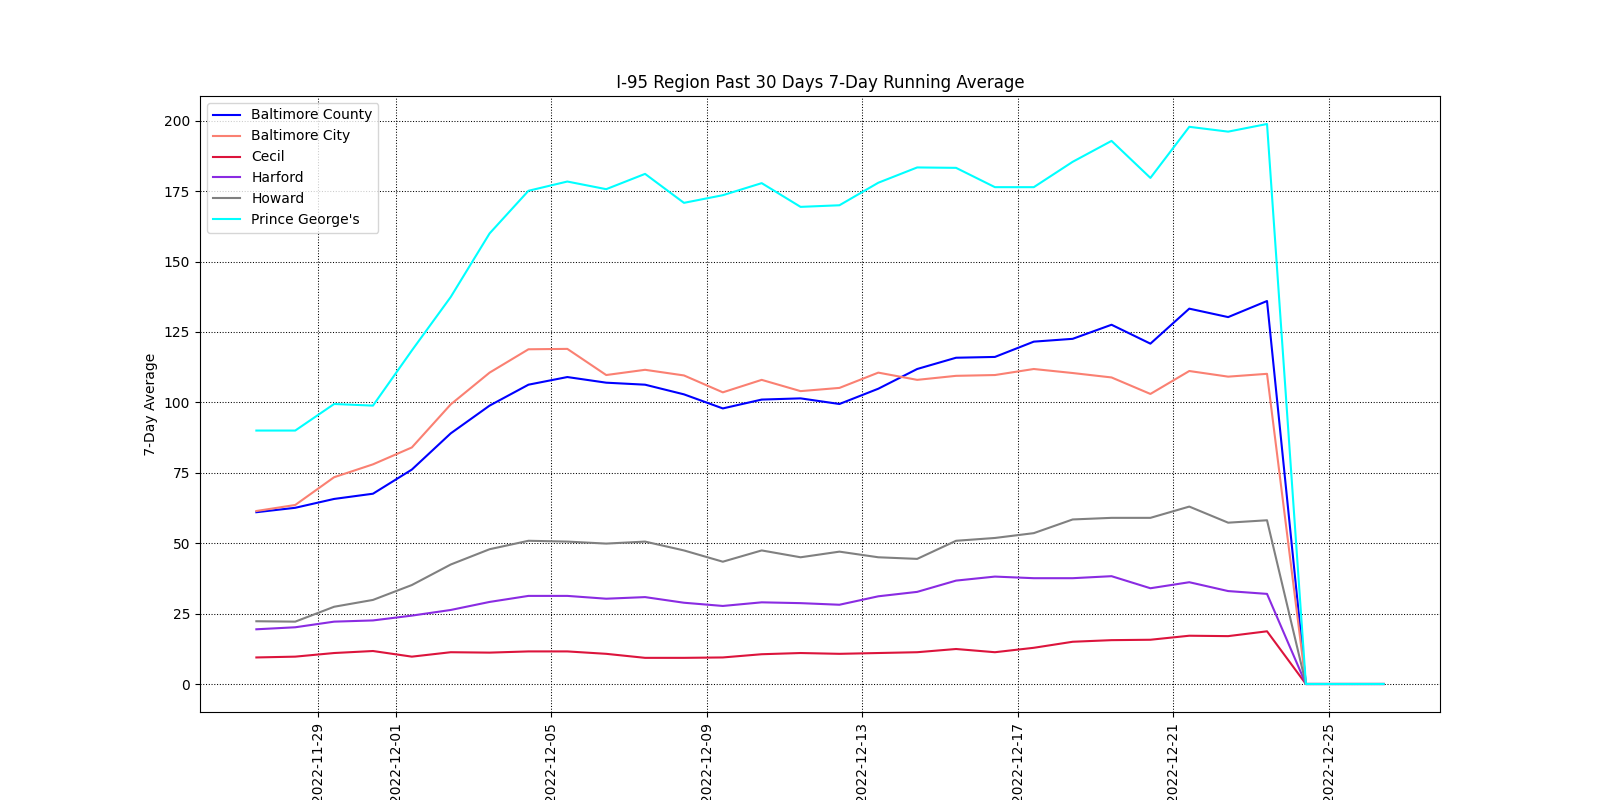 I-95 Region Past 30 Days 7-Day Running Average
Baltimore County
Baltimore City
Cecil
Harford
Howard
Prince George's
7-Day Average
200
175
150
125
100
75
50
25
0
2022-11-29
2022-12-01
2022-12-05
2022-12-09
2022-12-13
2022-12-17
2022-12-21
2022-12-25